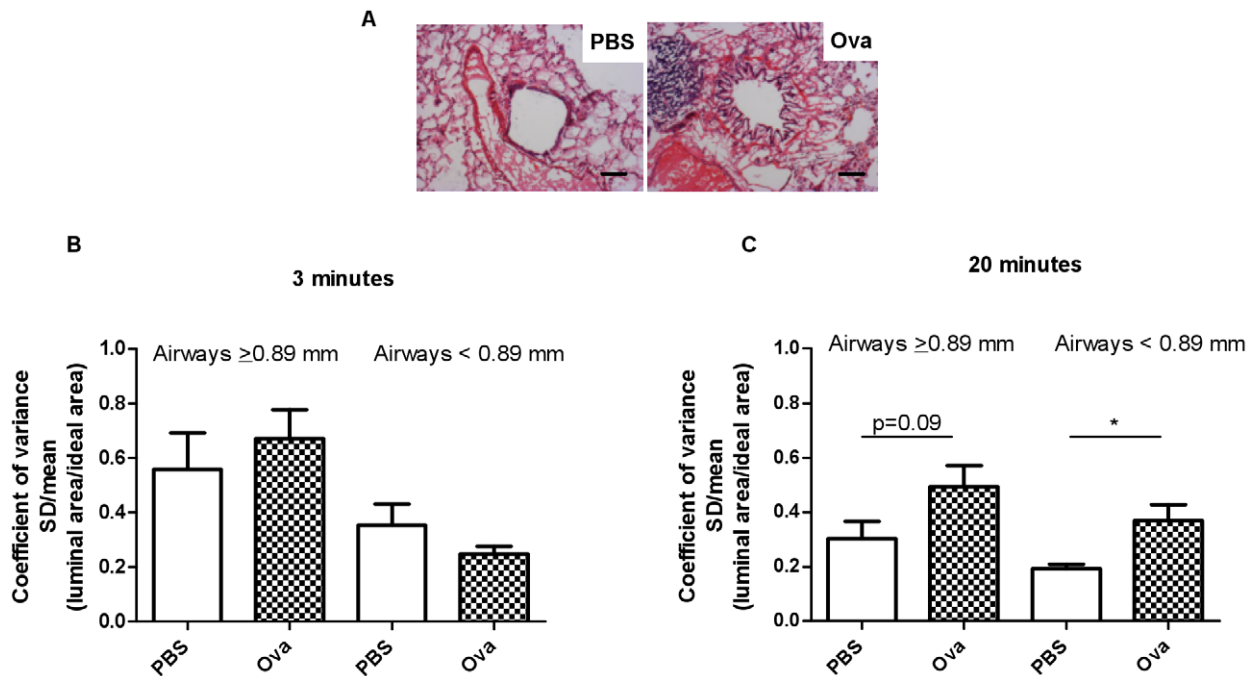 A
PBS
Ova
B
3 minutes
Coefficient of variance
SD/mean
(luminal area/ideal area)
1.0
0.8
0.6
0.4
0.2
0.0
Airways ≥0.89 mm
Airways < 0.89 mm
PBS
Ova
PBS
Ova
C
20 minutes
Coefficient of variance
SD/mean
(luminal area/ideal area)
1.0
0.8
0.6
0.4
0.2
0.0
Airways ≥0.89 mm
Airways < 0.89 mm
p=0.09
*
PBS
Ova
PBS
Ova